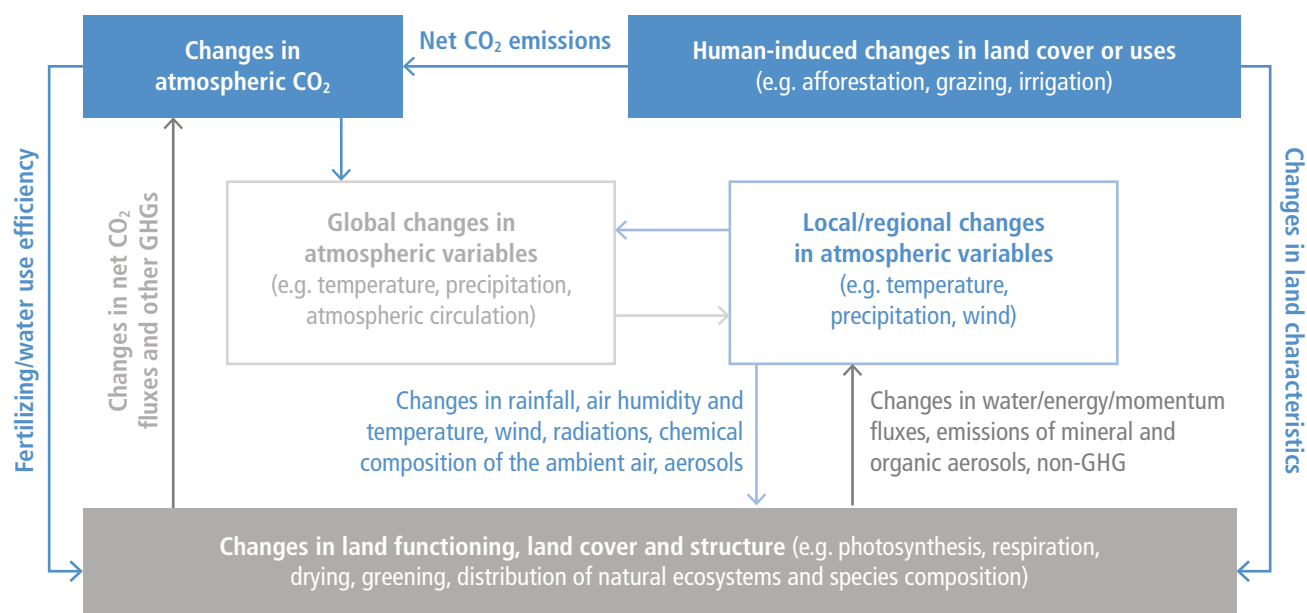 Changes in
atmospheric CO₂
Net CO₂ emissions
Human-induced changes in land cover or uses
(e.g. afforestation, grazing, irrigation)
Fertilizing/water use efficiency
Changes in net CO₂
fluxes and other GHGs
Global changes in
atmospheric variables
(e.g. temperature, precipitation,
atmospheric circulation)
Local/regional changes
in atmospheric variables
(e.g. temperature,
precipitation, wind)
Changes in land characteristics
Changes in rainfall, air humidity and
temperature, wind, radiations, chemical
composition of the ambient air, aerosols
Changes in water/energy/momentum
fluxes, emissions of mineral and
organic aerosols, non-GHG
Changes in land functioning, land cover and structure (e.g. photosynthesis, respiration,
drying, greening, distribution of natural ecosystems and species composition)